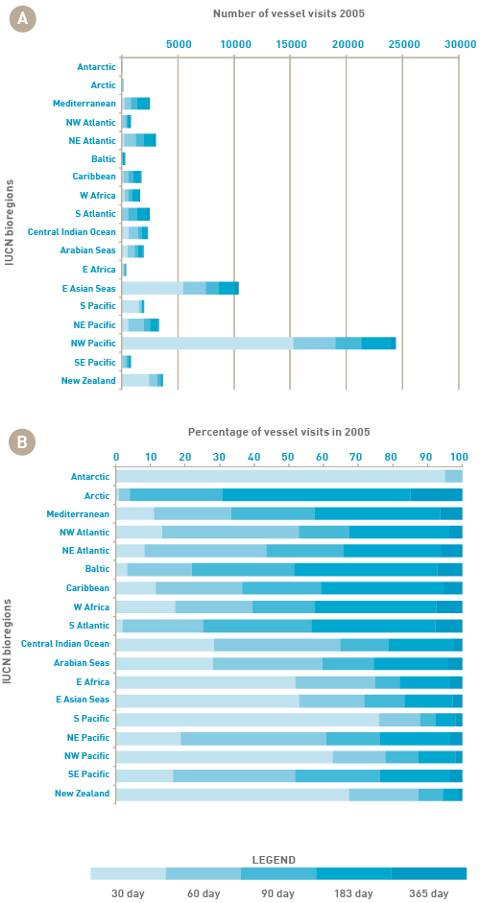 A
Number of vessel visits 2005
5000 10000 15000 20000 25000 30000
IUCN bioregions
Antarctic
Arctic
Mediterranean
NW Atlantic
NE Atlantic
Baltic
Caribbean
W Africa
S Atlantic
Central Indian Ocean
Arabian Seas
E Africa
E Asian Seas
S Pacific
NE Pacific
NW Pacific
SE Pacific
New Zealand
B
Percentage of vessel visits in 2005
0 10 20 30 40 50 60 70 80 90 100
IUCN bioregions
Antarctic
Arctic
Mediterranean
NW Atlantic
NE Atlantic
Baltic
Caribbean
W Africa
S Atlantic
Central Indian Ocean
Arabian Seas
E Africa
E Asian Seas
S Pacific
NE Pacific
NW Pacific
SE Pacific
New Zealand
LEGEND
30 day 60 day 90 day 183 day 365 day